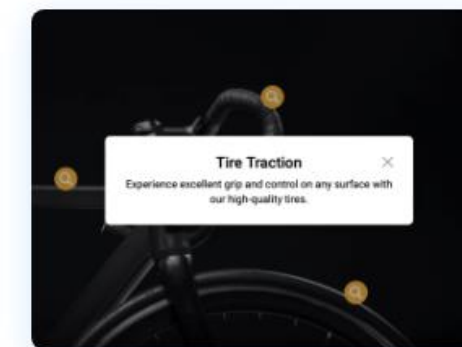 Tire Traction
Experience excellent grip and control on any surface with
our high-quality tires.